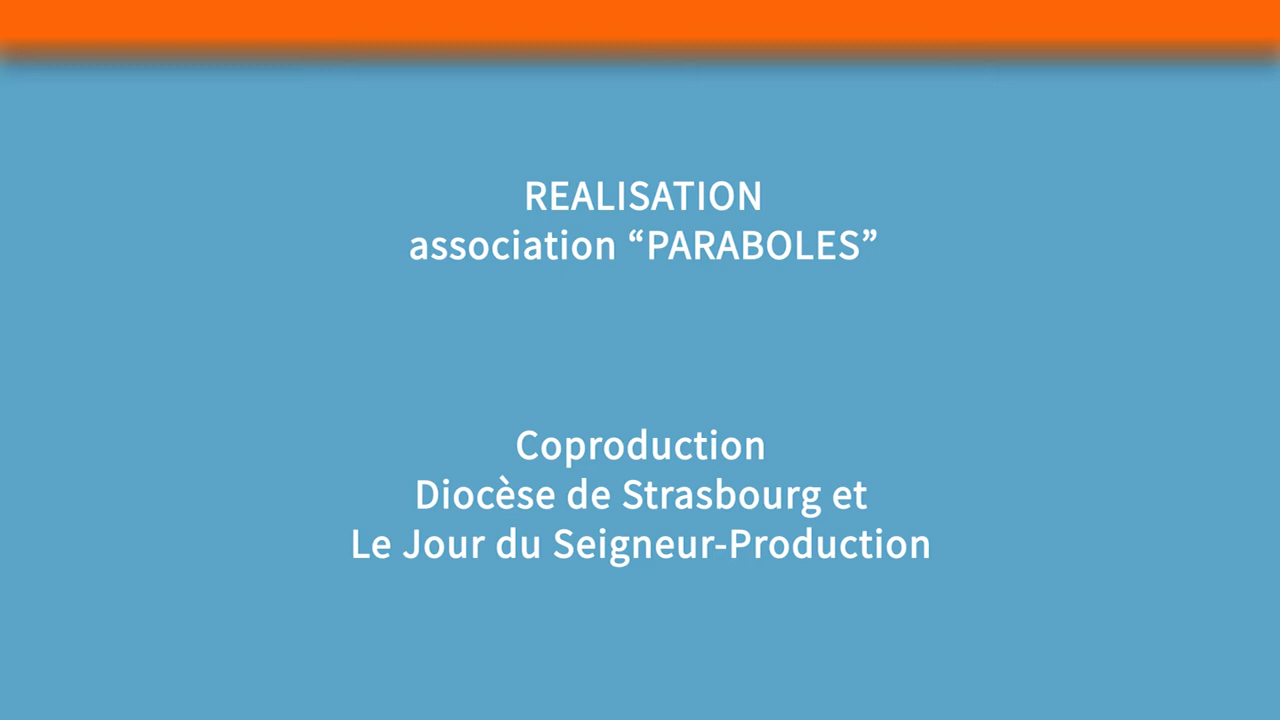 REALISATION
association “PARABOLES”
Coproduction
Diocèse de Strasbourg et
Le Jour du Seigneur-Production